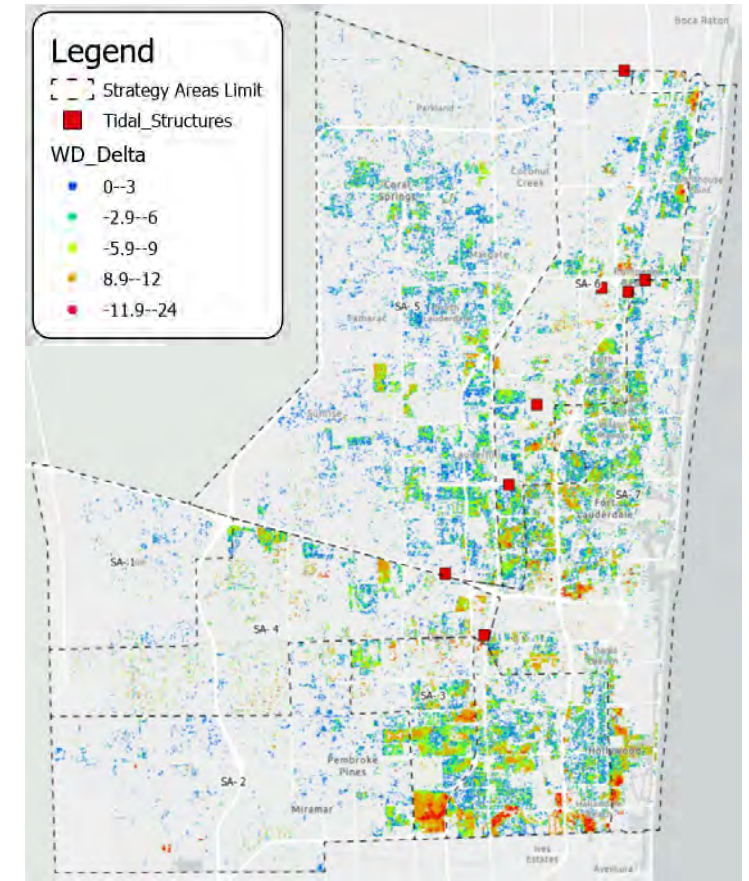 Legend
Strategy Areas Limit
Tidal_Structures
WD_Delta
0--3
-2.9--6
-5.9--9
8.9--12
-11.9--24
Boca Raton
Parkland
Coconut
Creek
Coral
Springs
Margate
SA- 6
SA- 5
North
Lauderdale
Tamarac
Sunrise
SA- 7
Fort
Lauderdale
SA- 1
SA- 4
SA- 3
Hollywood
Pembroke
Pines
SA- 2
Miramar
Ives
Estates
Aventura